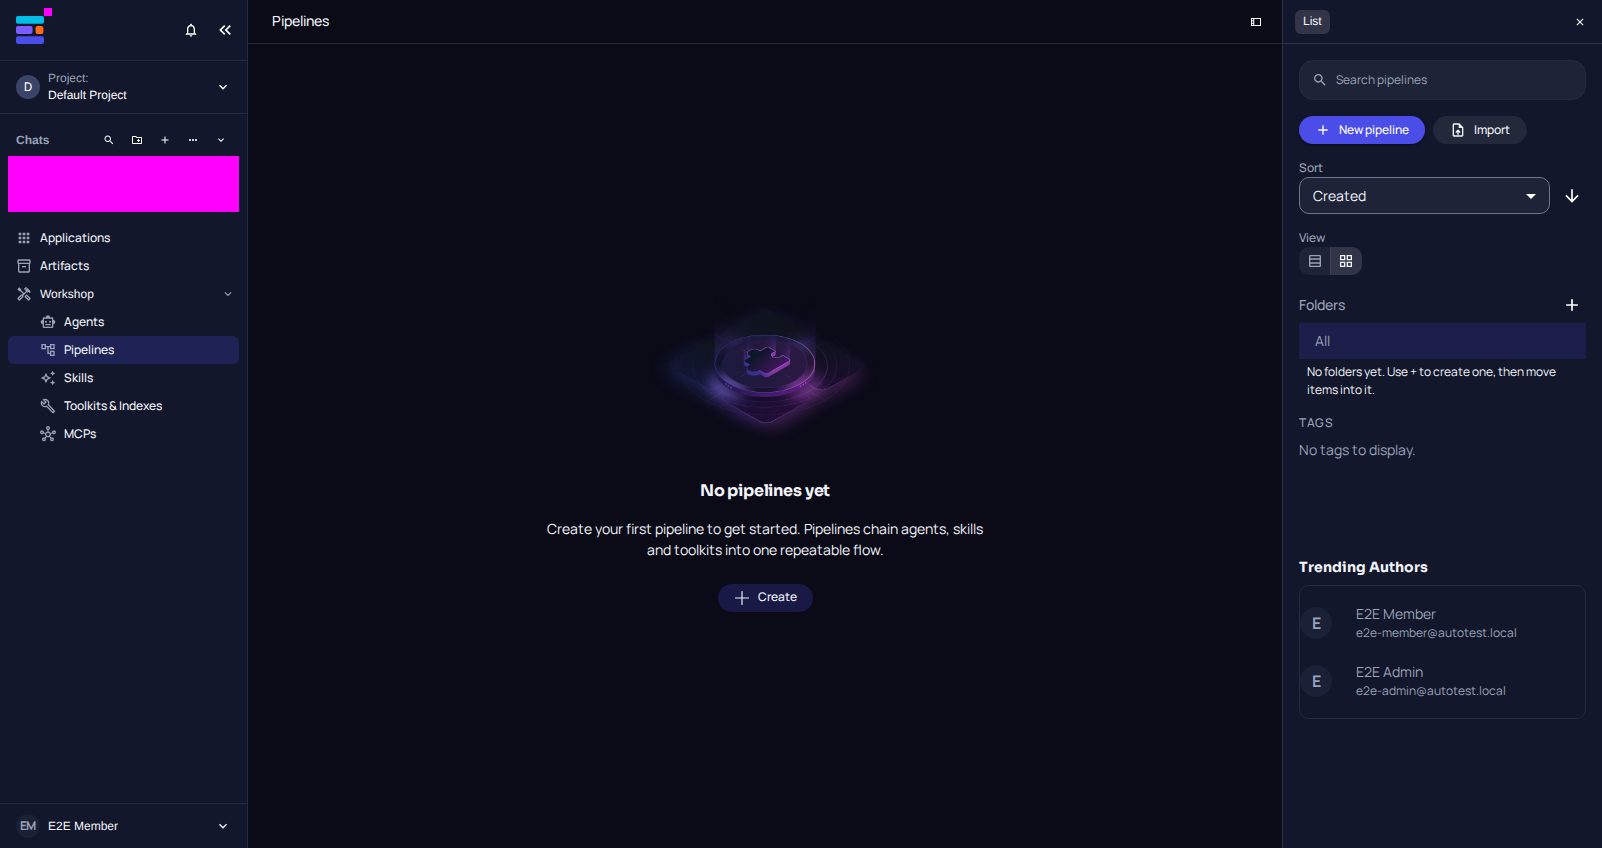 Pipelines
List
Project:
D
Default Project
Search pipelines
New pipeline
Import
Chats
Sort
Created
Applications
View
Artifacts
Workshop
Folders
Agents
All
Pipelines
No folders yet. Use + to create one, then move
items into it.
Skills
Toolkits & Indexes
TAGS
MCPs
No tags to display.
No pipelines yet
Create your first pipeline to get started. Pipelines chain agents, skills
and toolkits into one repeatable flow.
Create
Trending Authors
E
E2E Member
e2e-member@autotest.local
E
E2E Admin
e2e-admin@autotest.local
EM
E2E Member